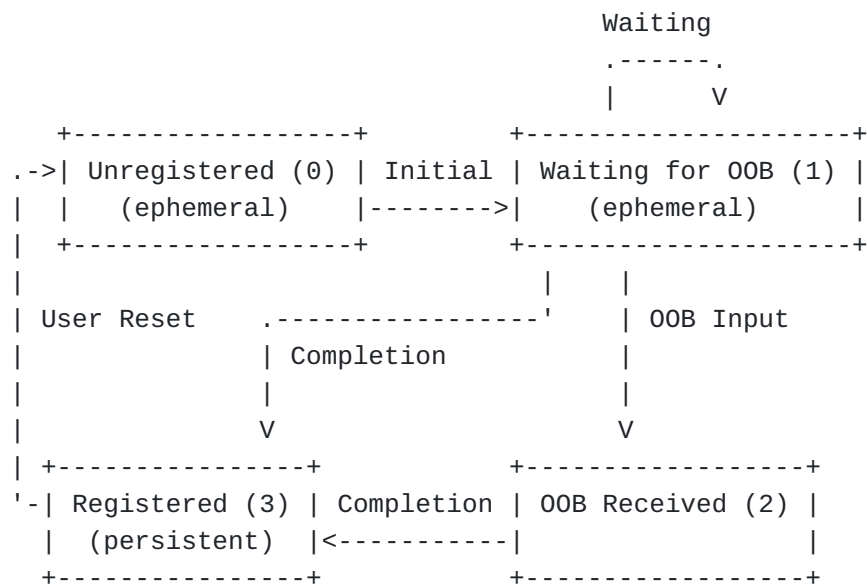 Waiting
Unregistered (0) Initial Waiting for OOB (1)
(ephemeral) (ephemeral)
User Reset OOB Input
Completion
Registered (3) Completion OOB Received (2)
(persistent)